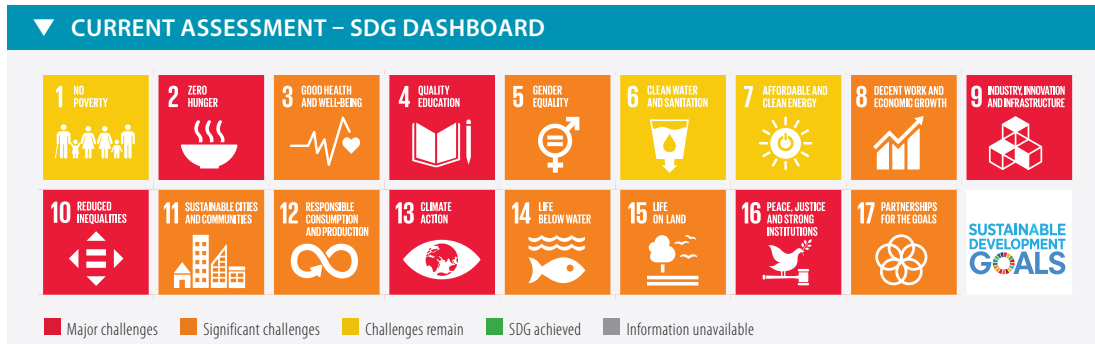 ▼ CURRENT ASSESSMENT – SDG DASHBOARD
1 NO
POVERTY
2 ZERO
HUNGER
3 GOOD HEALTH
AND WELL-BEING
4 QUALITY
EDUCATION
5 GENDER
EQUALITY
6 CLEAN WATER
AND SANITATION
7 AFFORDABLE AND
CLEAN ENERGY
8 DECENT WORK AND
ECONOMIC GROWTH
9 INDUSTRY, INNOVATION
AND INFRASTRUCTURE
10 REDUCED
INEQUALITIES
11 SUSTAINABLE CITIES
AND COMMUNITIES
12 RESPONSIBLE
CONSUMPTION
AND PRODUCTION
13 CLIMATE
ACTION
14 LIFE
BELOW WATER
15 LIFE
ON LAND
16 PEACE, JUSTICE
AND STRONG
INSTITUTIONS
17 PARTNERSHIPS
FOR THE GOALS
SUSTAINABLE
DEVELOPMENT
GOALS
Major challenges
Significant challenges
Challenges remain
SDG achieved
Information unavailable